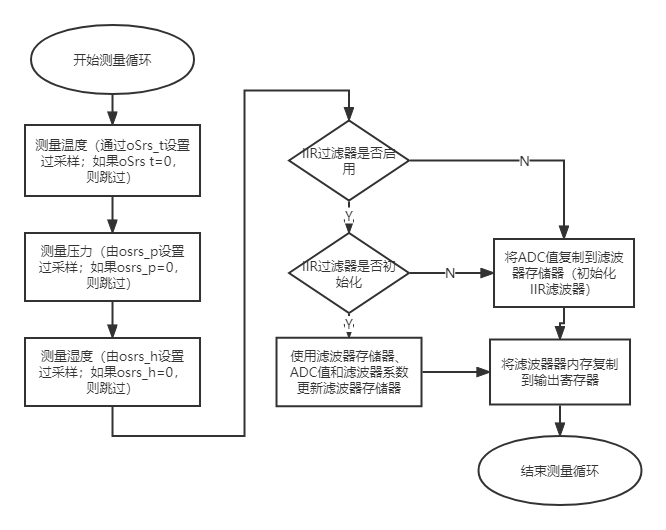 开始测量循环
测量温度（通过oSrs_t设置
过采样；如果oSrs t=0，
则跳过）
测量压力（由osrs_p设置
过采样；如果osrs_p=0，
则跳过）
测量湿度（由osrs_h设置
过采样；如果osrs_h=0，
则跳过）
IIR过滤器是否启
用
N
Y
IIR过滤器是否初
始化
N
Y
将ADC值复制到滤波
器存储器（初始化
IIR滤波器）
使用滤波器存储器、
ADC值和滤波器系数
更新滤波器存储器
将滤波器器内存复制
到输出寄存器
结束测量循环